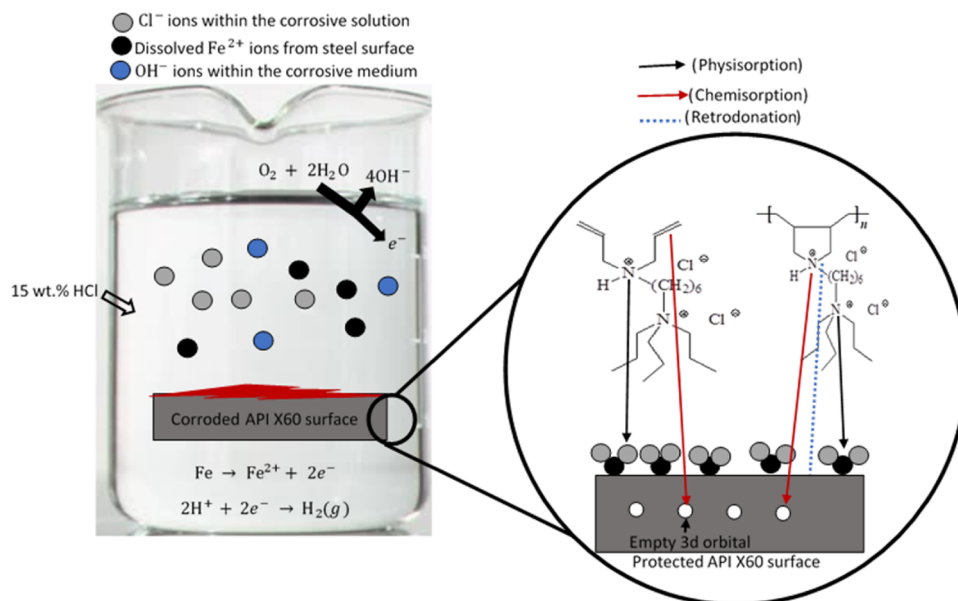 Cl⁻ ions within the corrosive solution
Dissolved Fe²⁺ ions from steel surface
OH⁻ ions within the corrosive medium
(Physisorption)
(Chemisorption)
(Retrodonation)
O₂ + 2H₂O
4OH⁻
e⁻
15 wt.% HCl
Corroded API X60 surface
Fe → Fe²⁺ + 2e⁻
2H⁺ + 2e⁻ → H₂(g)
H N⊕ Cl⊖
(CH₂)₆
N⊕ Cl⊖
[ ]n
N⊕ Cl⊖
H
(CH₂)₆
N⊕ Cl⊖
Empty 3d orbital
Protected API X60 surface